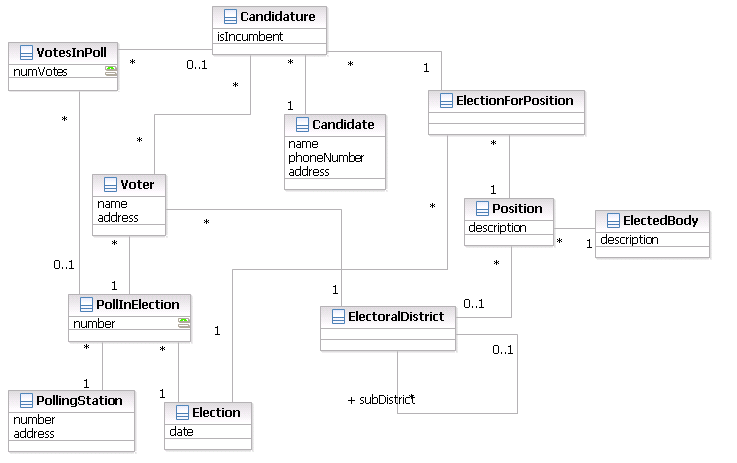 Candidature
isIncumbent
VotesInPoll
numVotes
*
0..1
*
*
*
1
*
1
ElectionForPosition
Candidate
name
phoneNumber
address
*
*
*
Voter
name
address
1
Position
description
*
1
ElectedBody
description
*
*
*
*
0..1
1
1
0..1
PollInElection
number
ElectoralDistrict
1
*
*
0..1
1
1
+ subDistrict
*
PollingStation
number
address
Election
date